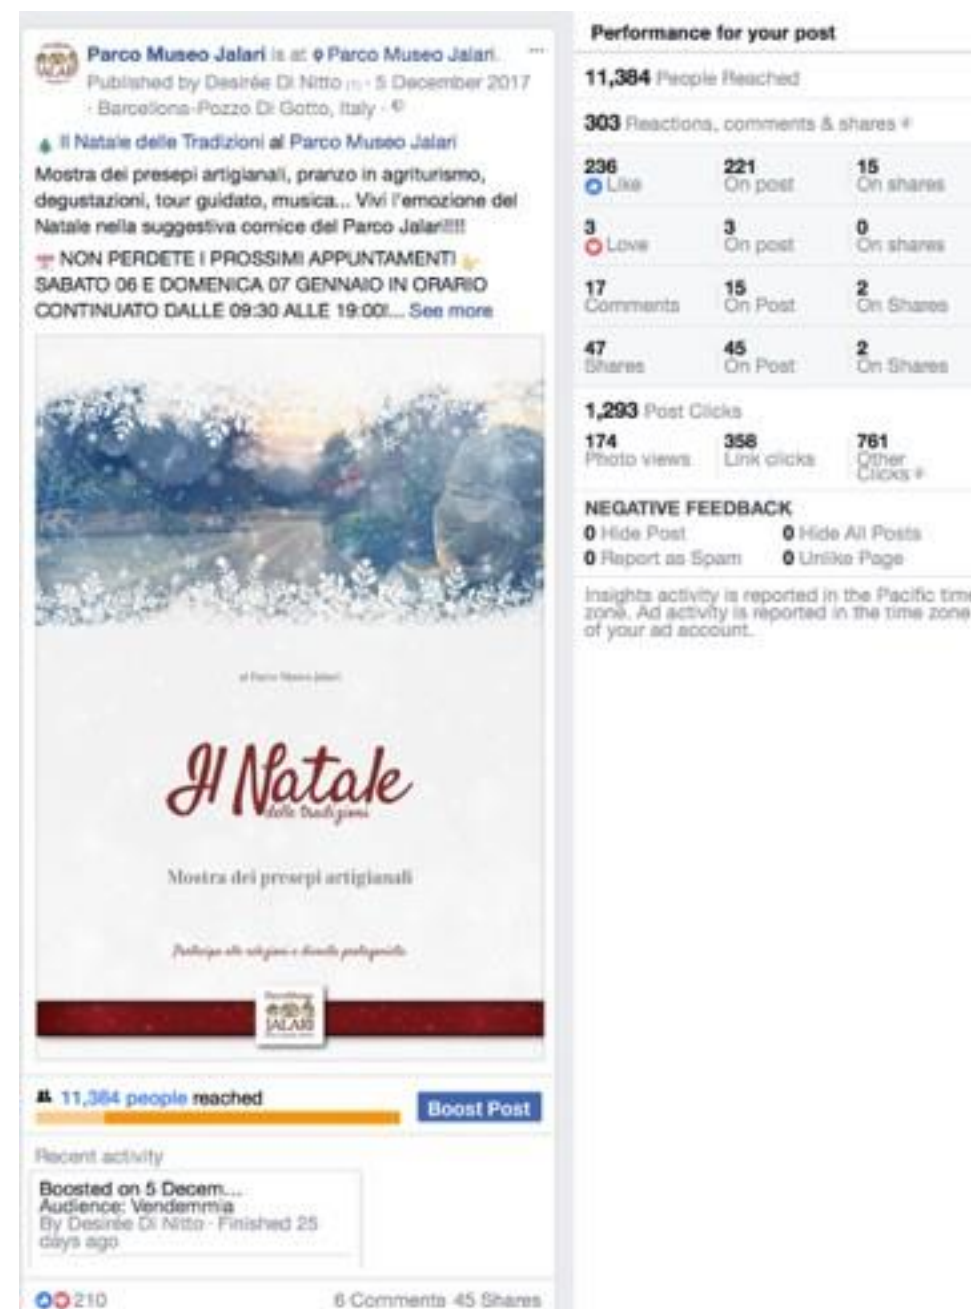 Parco Museo Jalari is at Parco Museo Jalari.
Published by Desirée Di Nitto · 5 December 2017
· Barcellona-Pozzo Di Gotto, Italy ·
Il Natale delle Tradizioni al Parco Museo Jalari
Mostra dei presepi artigianali, pranzo in agriturismo,
degustazioni, tour guidato, musica... Vivi l'emozione del
Natale nella suggestiva cornice del Parco Jalari!!!!
NON PERDETE I PROSSIMI APPUNTAMENTI
SABATO 06 E DOMENICA 07 GENNAIO IN ORARIO
CONTINUATO DALLE 09:30 ALLE 19:00!... See more
al Parco Museo Jalari
Il Natale
delle tradizioni
Mostra dei presepi artigianali
JALARI
11,384 people reached
Boost Post
Recent activity
Boosted on 5 Decem...
Audience: Vendemmia
By Desirée Di Nitto · Finished 25
days ago
210
6 Comments 45 Shares
Performance for your post
11,384 People Reached
303 Reactions, comments & shares
236 221 15
Like On post On shares
3 3 0
Love On post On shares
17 15 2
Comments On Post On Shares
47 45 2
Shares On Post On Shares
1,293 Post Clicks
174 358 761
Photo views Link clicks Other
Clicks
NEGATIVE FEEDBACK
0 Hide Post 0 Hide All Posts
0 Report as Spam 0 Unlike Page
Insights activity is reported in the Pacific time
zone. Ad activity is reported in the time zone
of your ad account.